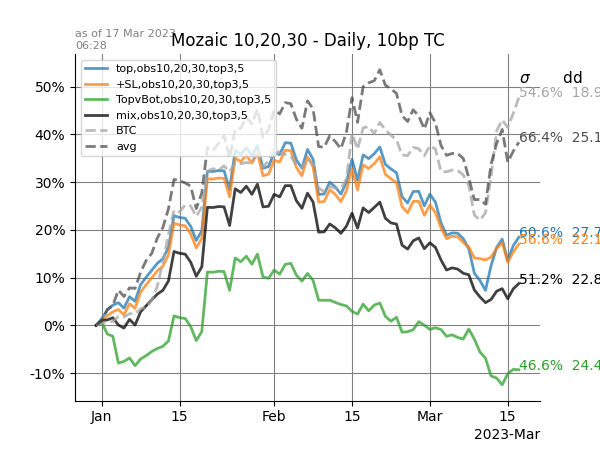 as of 17 Mar 2023
06:28
Mozaic 10,20,30 - Daily, 10bp TC
σ dd
top,obs10,20,30,top3,5
+SL,obs10,20,30,top3,5
TopvBot,obs10,20,30,top3,5
mix,obs10,20,30,top3,5
BTC
avg
50%
40%
30%
20%
10%
0%
-10%
54.6% 18.9
66.4% 25.1
60.6% 27.7
56.6% 22.1
51.2% 22.8
46.6% 24.4
Jan 15 Feb 15 Mar 15
2023-Mar